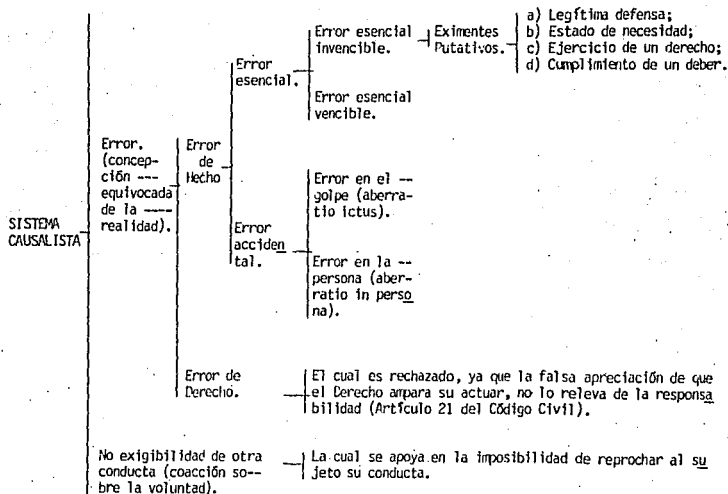 SISTEMA
CAUSALISTA
Error.
(concep-
ción ---
equivocada
de la ----
realidad).
Error
de
Hecho
Error
esencial.
Error esencial
invencible.
Eximentes
Putativos.
a) Legítima defensa;
b) Estado de necesidad;
c) Ejercicio de un derecho;
d) Cumplimiento de un deber.
Error esencial
vencible.
Error
acciden
tal.
Error en el --
golpe (aberra-
tio ictus).
Error en la --
persona (aber-
ratio in perso
na).
Error de
Derecho.
El cual es rechazado, ya que la falsa apreciación de que
el Derecho ampara su actuar, no lo releva de la responsa
bilidad (Artículo 21 del Código Civil).
No exigibilidad de otra
conducta (coacción so--
bre la voluntad).
La cual se apoya en la imposibilidad de reprochar al su
jeto su conducta.